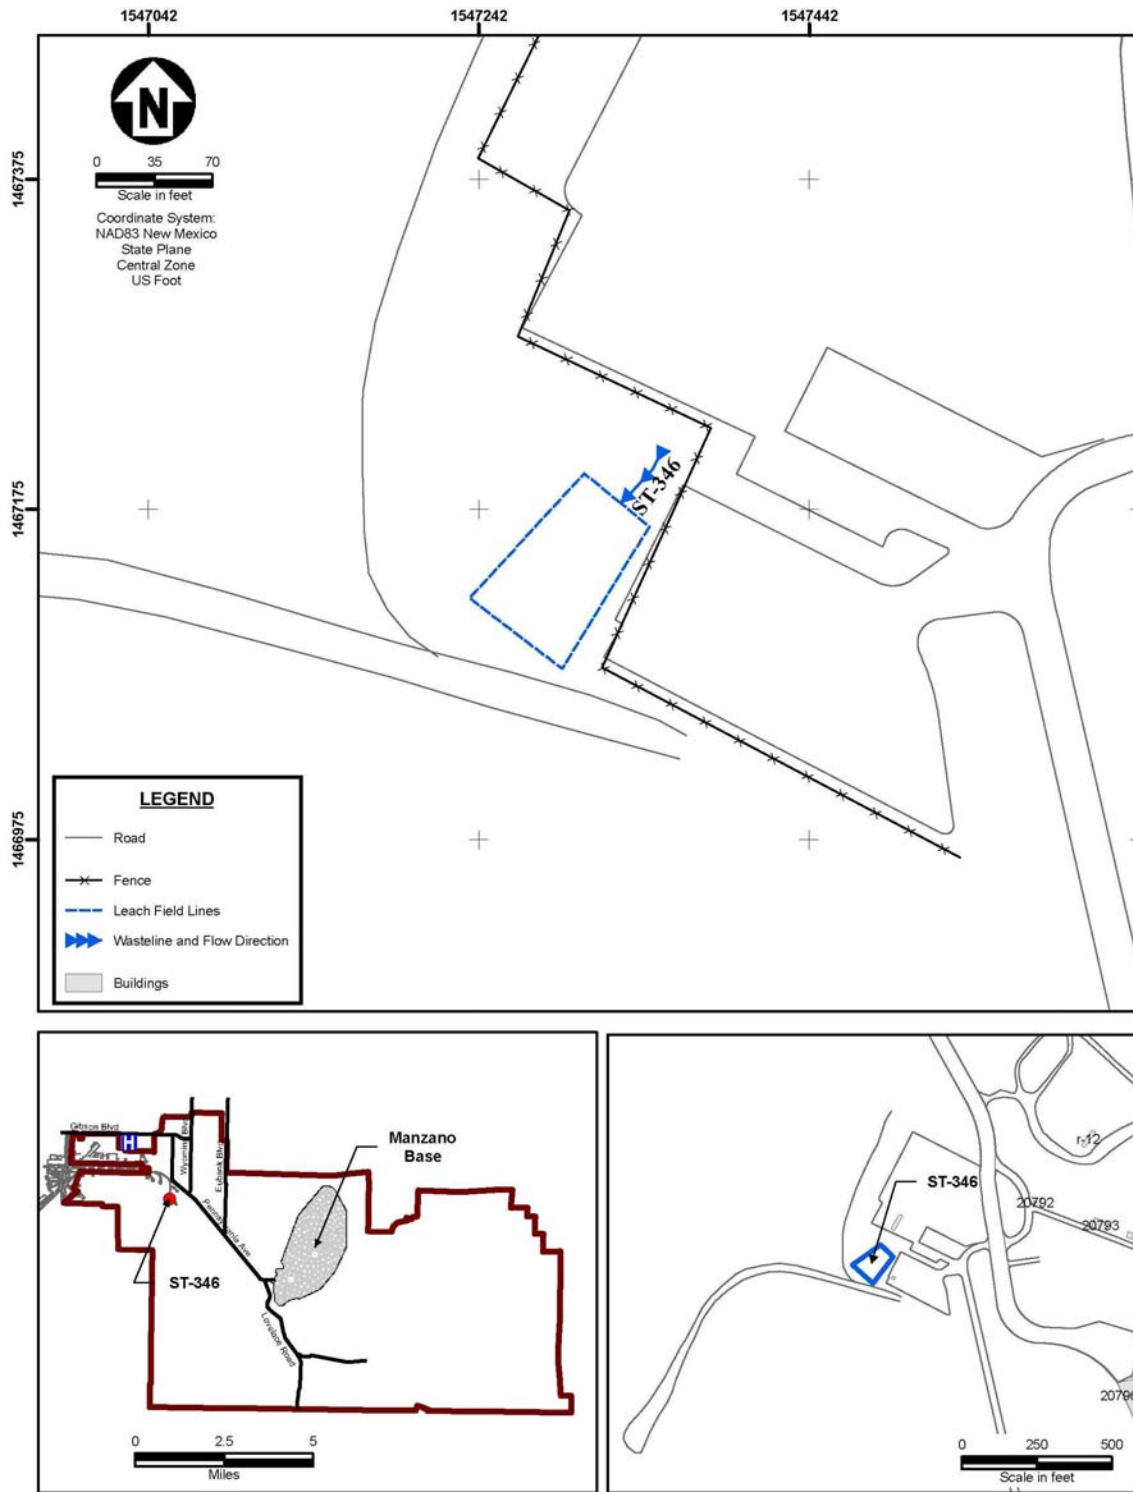 1547042
1547242
1547442
1467375
1467175
1466975
N
0 35 70
Scale in feet
Coordinate System:
NAD83 New Mexico
State Plane
Central Zone
US Foot
ST-346
LEGEND
Road
Fence
Leach Field Lines
Wasteline and Flow Direction
Buildings
Gibson Blvd
H
Wyoming Blvd
Eubank Blvd
Pennsylvania Ave
Lovelace Road
Manzano
Base
ST-346
0 2.5 5
Miles
r-12
ST-346
20792
20793
2079
0 250 500
Scale in feet